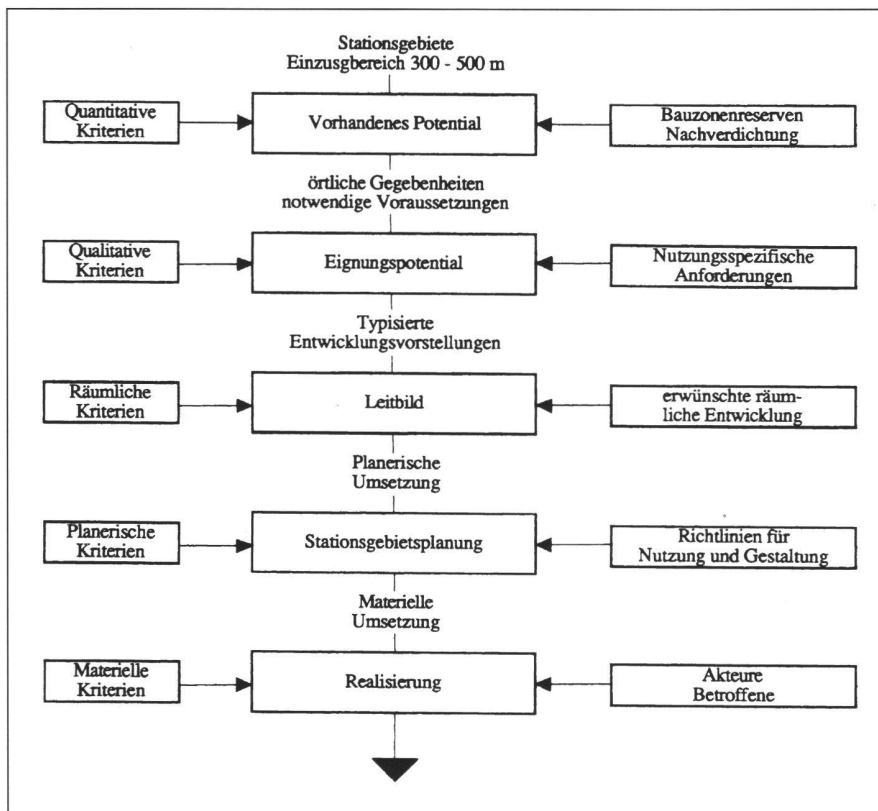 Stationsgebiete
Einzusgbereich 300 - 500 m
Quantitative
Kriterien
Vorhandenes Potential
Bauzonenreserven
Nachverdichtung
örtliche Gegebenheiten
notwendige Voraussetzungen
Qualitative
Kriterien
Eignungspotential
Nutzungsspezifische
Anforderungen
Typisierte
Entwicklungsvorstellungen
Räumliche
Kriterien
Leitbild
erwünschte räum-
liche Entwicklung
Planerische
Umsetzung
Planerische
Kriterien
Stationsgebietsplanung
Richtlinien für
Nutzung und Gestaltung
Materielle
Umsetzung
Materielle
Kriterien
Realisierung
Akteure
Betroffene